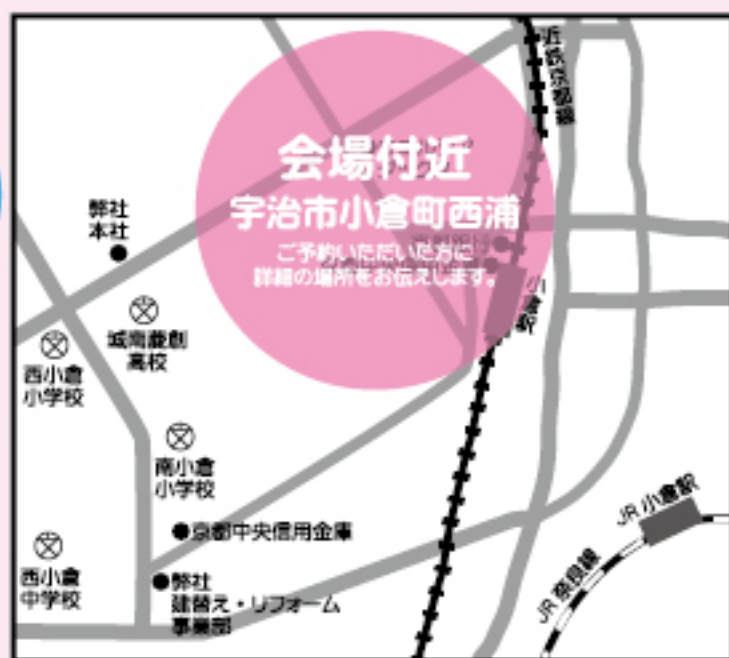 近鉄京都線
会場付近
宇治市小倉町西浦
ご予約いただいた方に
詳細の場所をお伝えします。
弊社
本社
小倉駅
城南菱創
高校
西小倉
小学校
南小倉
小学校
JR 小倉駅
京都中央信用金庫
西小倉
中学校
弊社
建替え・リフォーム
事業部
JR 奈良線